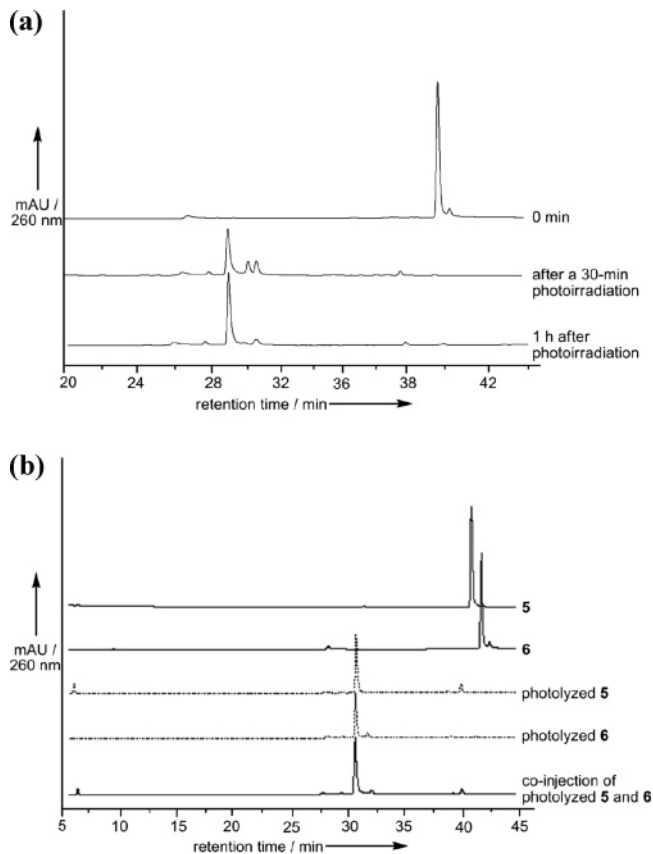 (a)
mAU /
260 nm
0 min
after a 30-min
photoirradiation
1 h after
photoirradiation
20 24 28 32 36 38 42
retention time / min
(b)
mAU /
260 nm
5
6
photolyzed 5
photolyzed 6
co-injection of
photolyzed 5 and 6
5 10 15 20 25 30 35 40 45
retention time / min